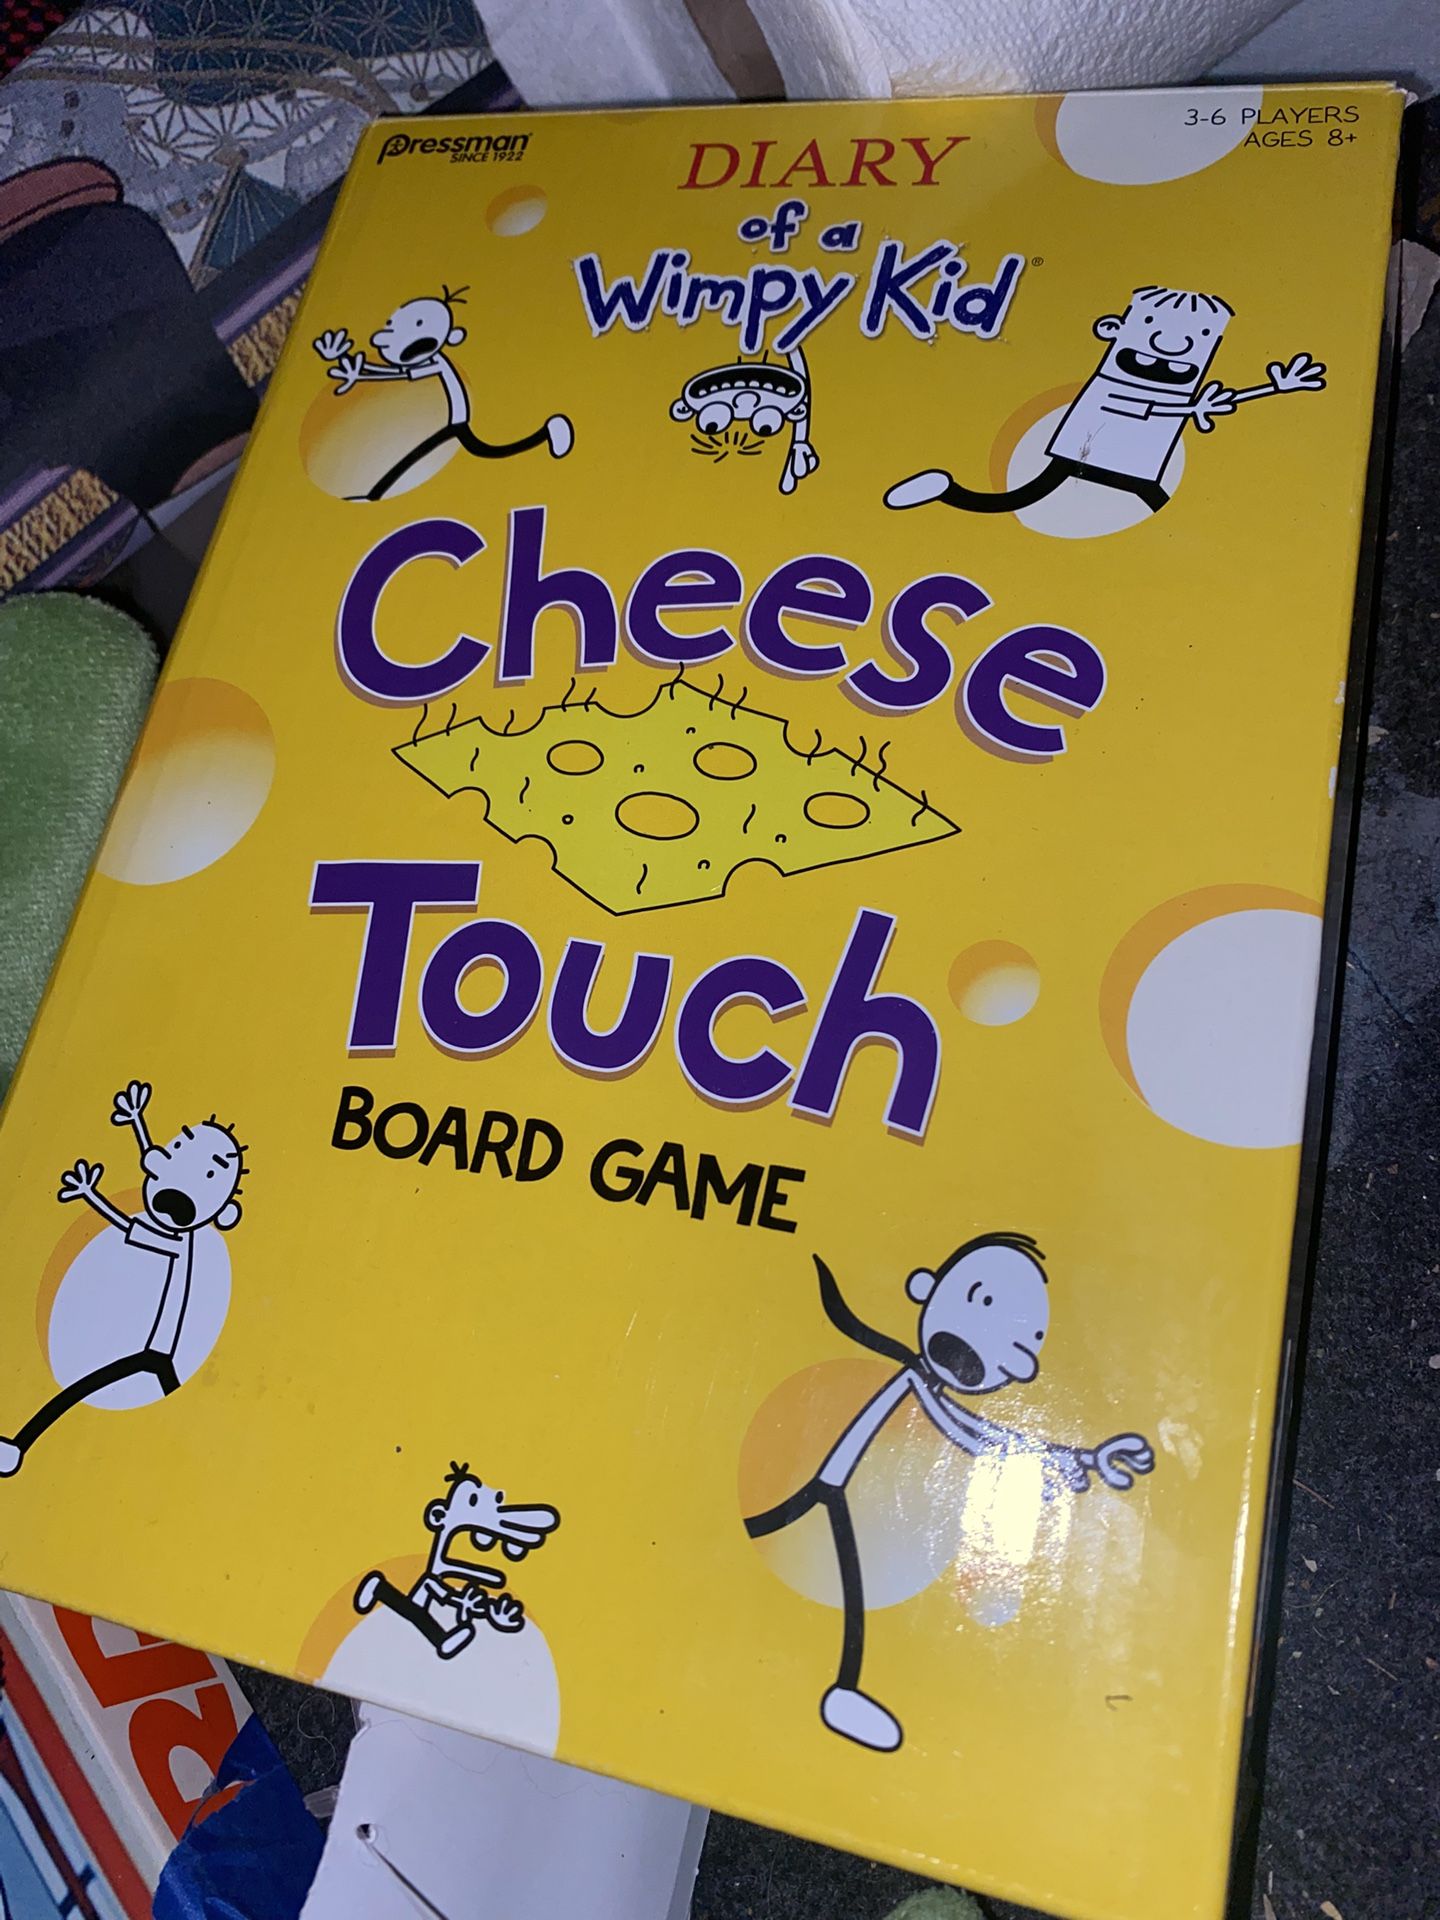 Pressman
SINCE 1922
3-6 PLAYERS
AGES 8+
DIARY
of a
Wimpy Kid®
Cheese
Touch
BOARD GAME